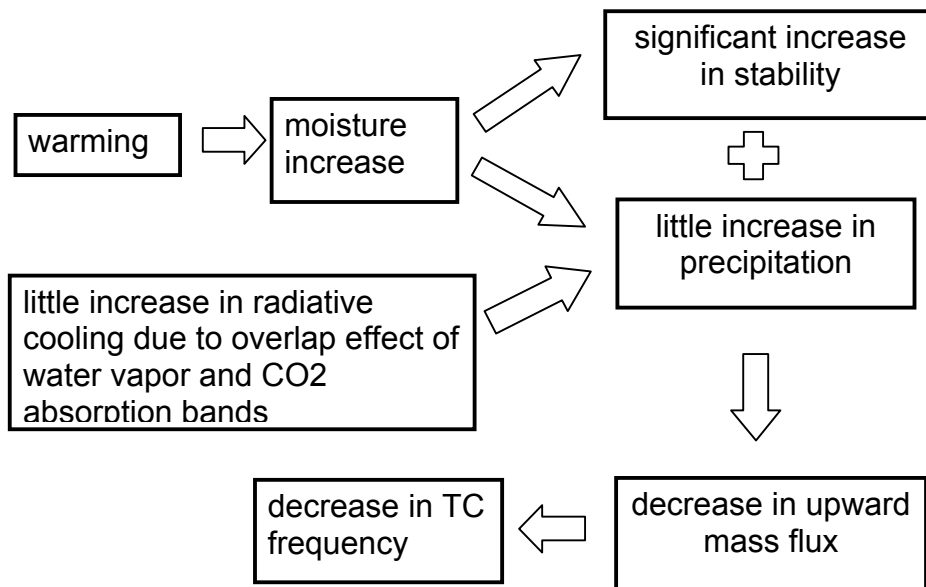 significant increase
in stability
warming
moisture
increase
little increase in
precipitation
little increase in radiative
cooling due to overlap effect of
water vapor and CO2
absorption bands
decrease in TC
frequency
decrease in upward
mass flux